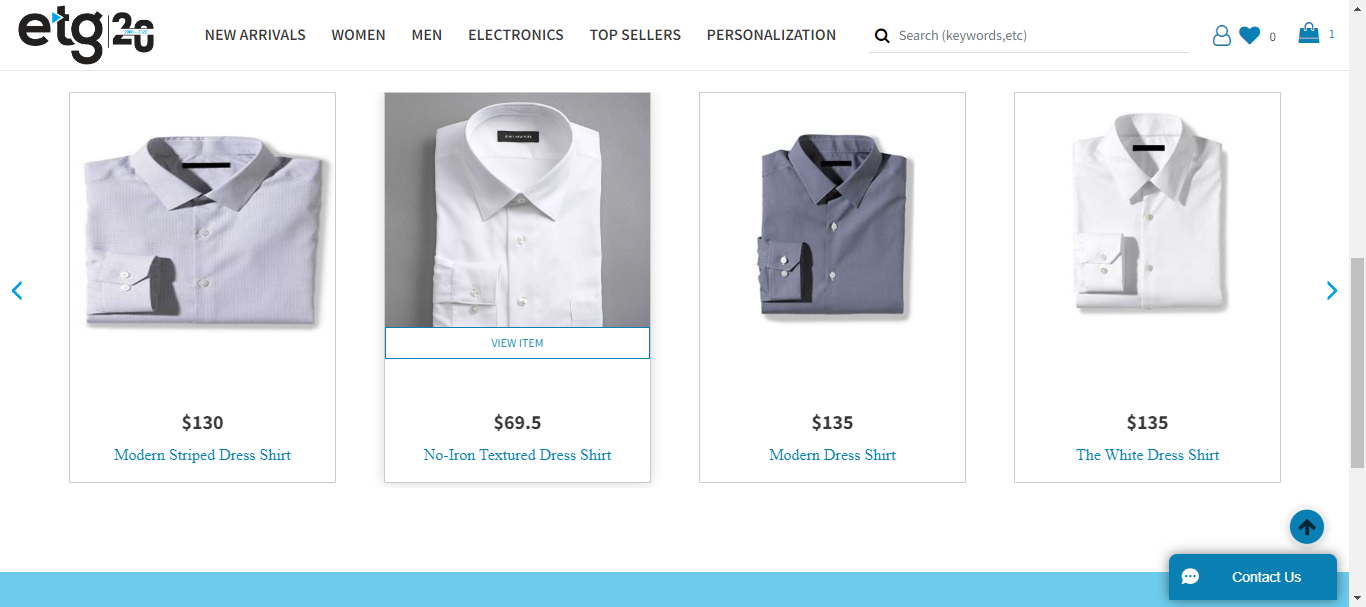 etg 20
NEW ARRIVALS
WOMEN
MEN
ELECTRONICS
TOP SELLERS
PERSONALIZATION
Search (keywords,etc)
0
1
VIEW ITEM
$130
Modern Striped Dress Shirt
$69.5
No-Iron Textured Dress Shirt
$135
Modern Dress Shirt
$135
The White Dress Shirt
Contact Us